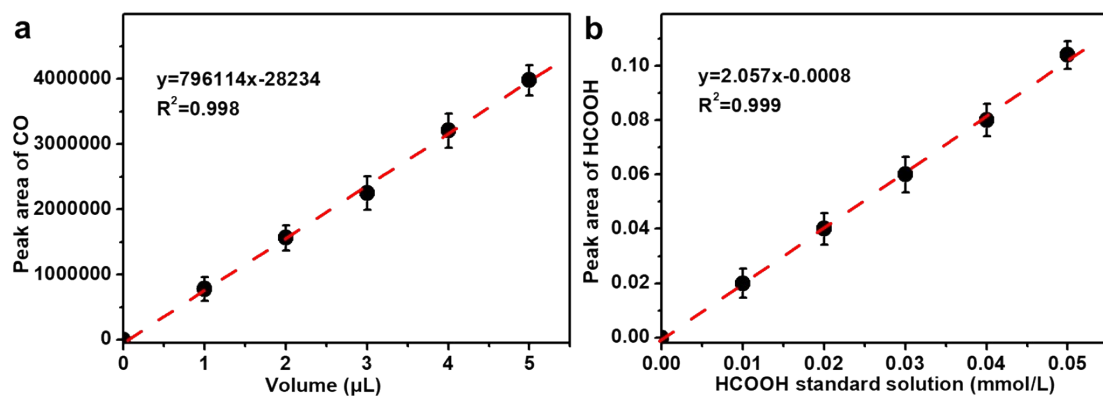 a
Peak area of CO
4000000
3000000
2000000
1000000
0
y=796114x-28234
R²=0.998
0 1 2 3 4 5
Volume (μL)
b
Peak area of HCOOH
0.10
0.08
0.06
0.04
0.02
0.00
y=2.057x-0.0008
R²=0.999
0.00 0.01 0.02 0.03 0.04 0.05
HCOOH standard solution (mmol/L)